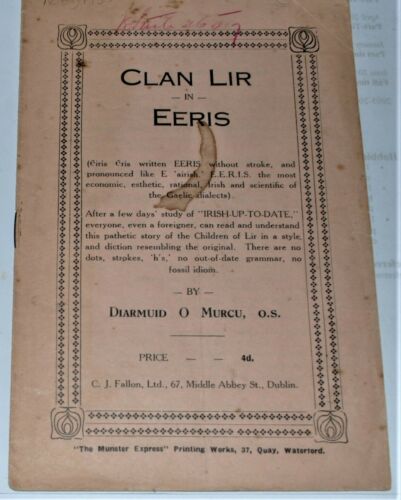 CLAN LIR
— IN —
EERIS
(éiris éris written EERIS without stroke, and
pronounced like E 'airish.' E.E.R.I.S. the most
economic, esthetic, rational, Irish and scientific of
the Gaelic dialects).
After a few days' study of "IRISH-UP-TO-DATE,"
everyone, even a foreigner, can read and understand
this pathetic story of the Children of Lir in a style,
and diction resembling the original. There are no
dots, strokes, 'h's,' no out-of-date grammar, no
fossil idiom.
— BY —
DIARMUID O MURCU, O.S.
PRICE — — 4d.
C. J. FALLON, LTD., 67, Middle Abbey St., Dublin.
"The Munster Express" Printing Works, 37, Quay, Waterford.